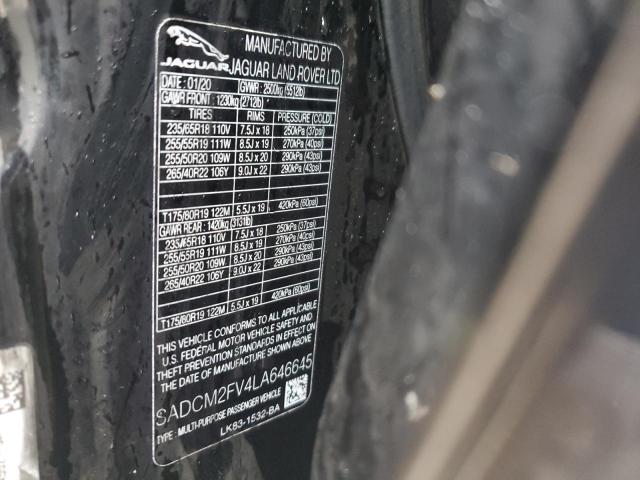 JAGUAR
MANUFACTURED BY
JAGUAR LAND ROVER LTD
DATE : 01/20 GVWR : 2500kg (5512lb)
GAWR FRONT : 1230kg (2712lb)
TIRES RIMS PRESSURE (COLD)
235/65R18 110V 7.5J x 18 250kPa (37psi)
255/55R19 111W 8.5J x 19 270kPa (40psi)
255/50R20 109W 8.5J x 20 290kPa (43psi)
265/40R22 106Y 9.0J x 22 290kPa (43psi)
T175/80R19 122M 5.5J x 19 420kPa (60psi)
GAWR REAR : 1420kg (3131lb)
235/65R18 110V 7.5J x 18 250kPa (37psi)
255/55R19 111W 8.5J x 19 270kPa (40psi)
255/50R20 109W 8.5J x 20 290kPa (43psi)
265/40R22 106Y 9.0J x 22 290kPa (43psi)
T175/80R19 122M 5.5J x 19 420kPa (60psi)
THIS VEHICLE CONFORMS TO ALL APPLICABLE
U.S. FEDERAL MOTOR VEHICLE SAFETY AND
THEFT PREVENTION STANDARDS IN EFFECT ON
THE DATE OF MANUFACTURE SHOWN ABOVE
SADCM2FV4LA646645
TYPE : MULTI-PURPOSE PASSENGER VEHICLE
LK83-1532-BA